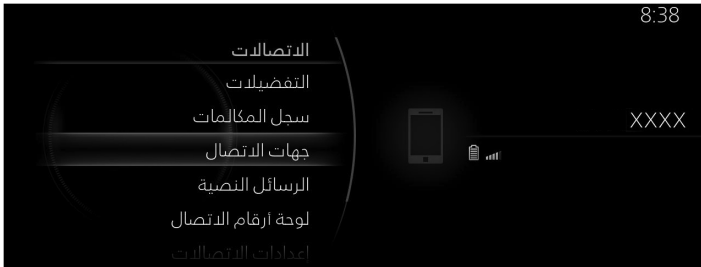 8:38
الاتصالات
التفضيلات
سجل المكالمات
XXXX
جهات الاتصال
الرسائل النصية
لوحة أرقام الاتصال
إعدادات الاتصالات